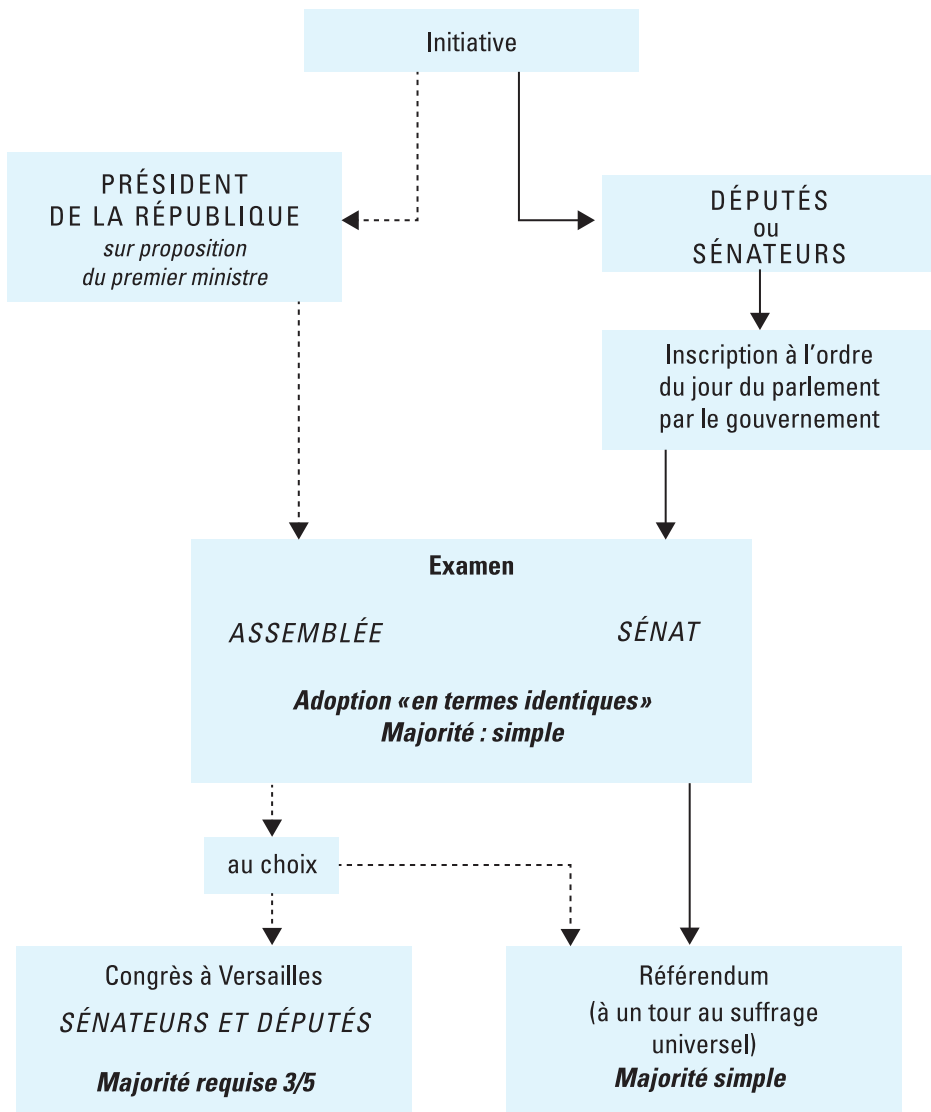 Initiative
PRÉSIDENT
DE LA RÉPUBLIQUE
sur proposition
du premier ministre
DÉPUTÉS
ou
SÉNATEURS
Inscription à l'ordre
du jour du parlement
par le gouvernement
Examen
ASSEMBLÉE SÉNAT
Adoption «en termes identiques»
Majorité : simple
au choix
Congrès à Versailles
SÉNATEURS ET DÉPUTÉS
Majorité requise 3/5
Référendum
(à un tour au suffrage
universel)
Majorité simple